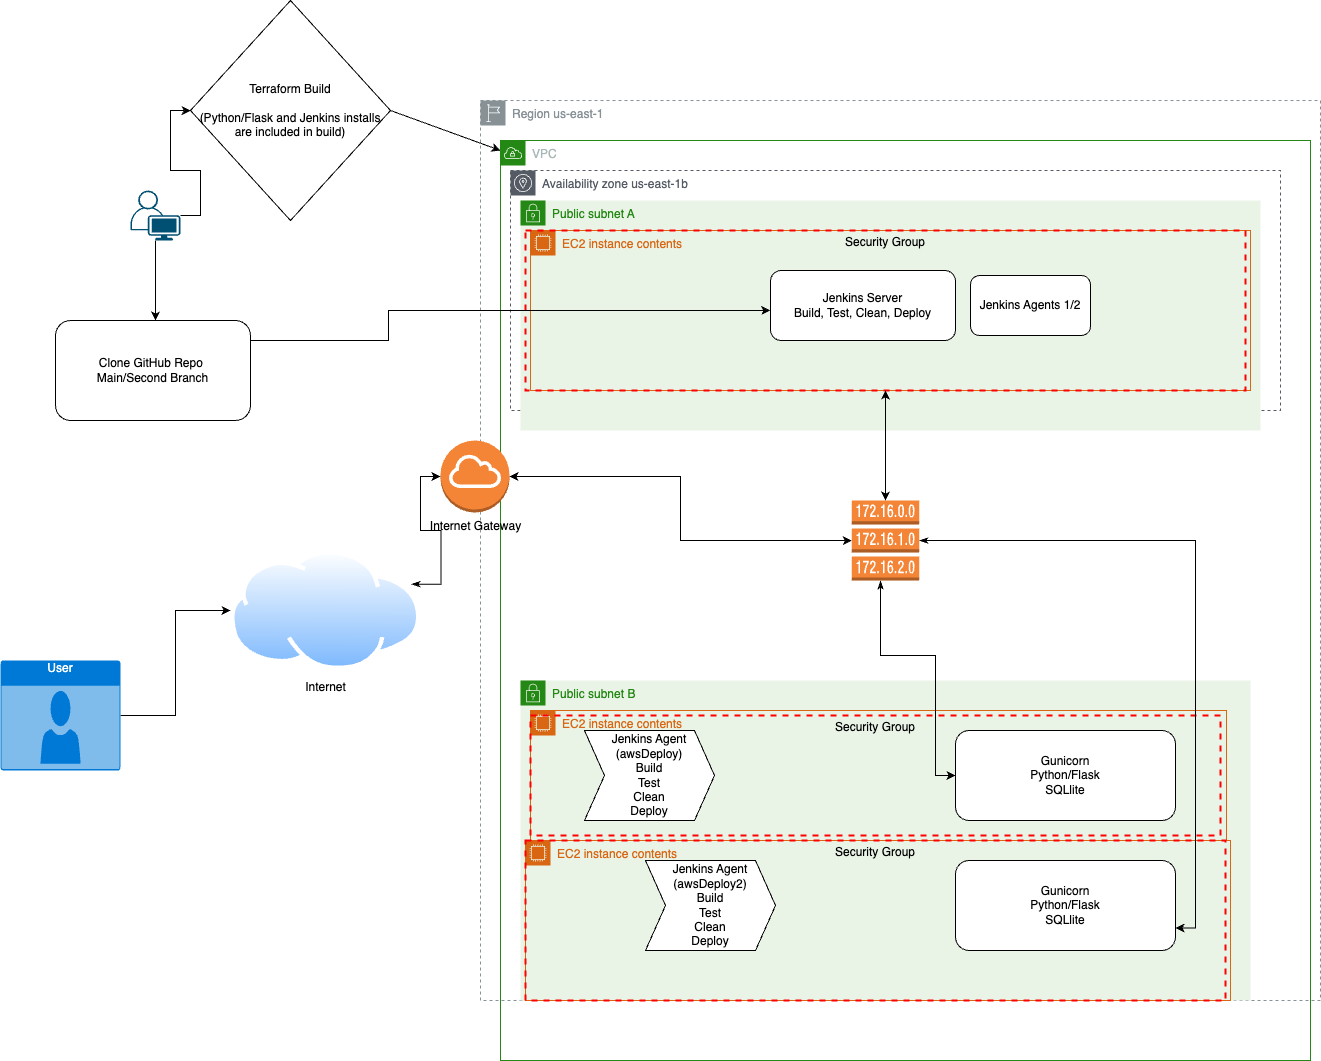 Terraform Build
(Python/Flask and Jenkins installs
are included in build)
Region us-east-1
VPC
Availability zone us-east-1b
Public subnet A
EC2 instance contents
Security Group
Jenkins Server
Build, Test, Clean, Deploy
Jenkins Agents 1/2
Clone GitHub Repo
Main/Second Branch
Internet Gateway
172.16.0.0
172.16.1.0
172.16.2.0
User
Internet
Public subnet B
EC2 instance contents
Security Group
Jenkins Agent
(awsDeploy)
Build
Test
Clean
Deploy
Gunicorn
Python/Flask
SQLlite
EC2 instance contents
Security Group
Jenkins Agent
(awsDeploy2)
Build
Test
Clean
Deploy
Gunicorn
Python/Flask
SQLlite